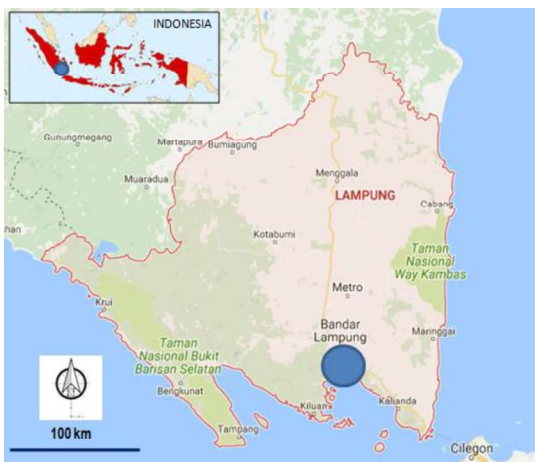 INDONESIA
Gunungmegang
Martapura
Bumiagung
Muaradua
Menggala
LAMPUNG
Cabang
han
Kotabumi
Taman
Nasional
Way Kambas
Krui
Metro
Bandar
Lampung
Maringgai
Taman
Nasional Bukit
Barisan Selatan
Bengkunat
Kiluan
Kalianda
Tampang
100 km
Cilegon